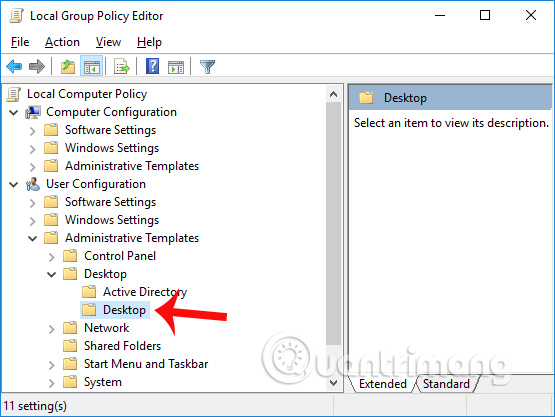 Local Group Policy Editor
File Action View Help
Local Computer Policy
Computer Configuration
Software Settings
Windows Settings
Administrative Templates
User Configuration
Software Settings
Windows Settings
Administrative Templates
Control Panel
Desktop
Active Directory
Desktop
Network
Shared Folders
Start Menu and Taskbar
System
Desktop
Select an item to view its description.
Quantrimang
Extended Standard
11 setting(s)